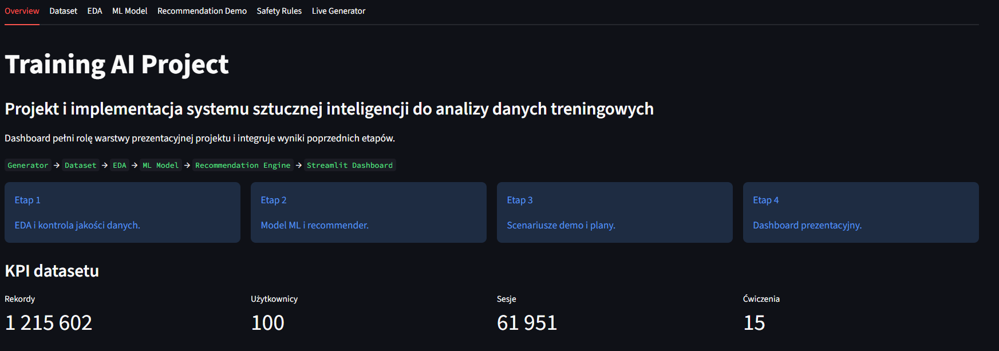 Overview Dataset EDA ML Model Recommendation Demo Safety Rules Live Generator
Training AI Project
Projekt i implementacja systemu sztucznej inteligencji do analizy danych treningowych
Dashboard pełni rolę warstwy prezentacyjnej projektu i integruje wyniki poprzednich etapów.
Generator → Dataset → EDA → ML Model → Recommendation Engine → Streamlit Dashboard
Etap 1
EDA i kontrola jakości danych.
Etap 2
Model ML i recommender.
Etap 3
Scenariusze demo i plany.
Etap 4
Dashboard prezentacyjny.
KPI datasetu
Rekordy
1 215 602
Użytkownicy
100
Sesje
61 951
Ćwiczenia
15